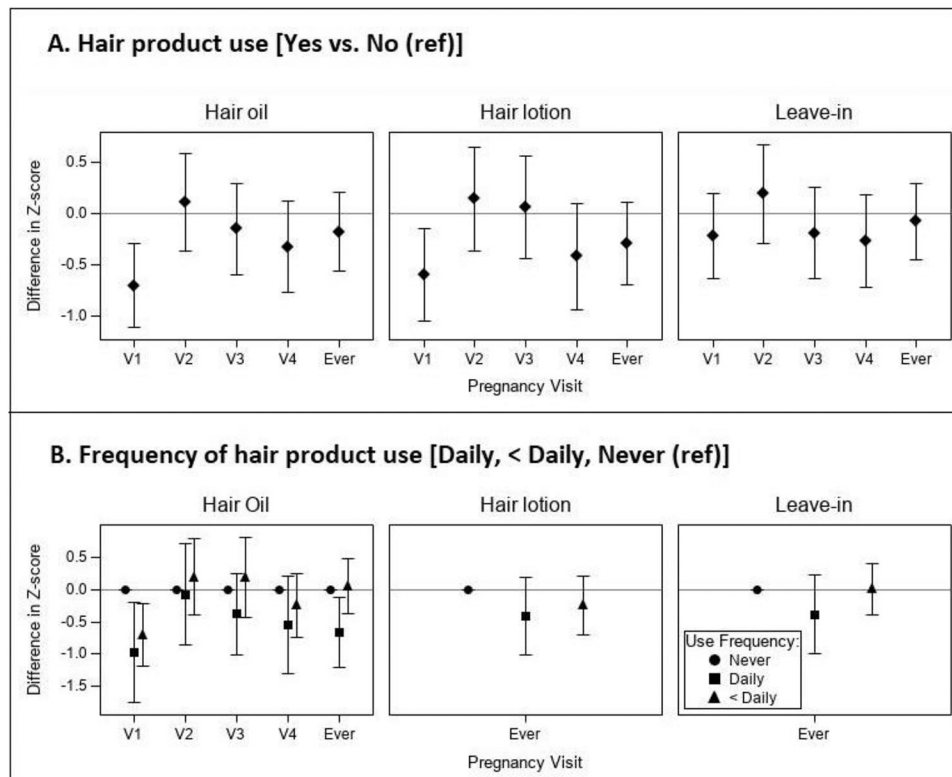 A. Hair product use [Yes vs. No (ref)]
Hair oil
Hair lotion
Leave-in
Difference in Z-score
0.5
0.0
-0.5
-1.0
V1 V2 V3 V4 Ever
V1 V2 V3 V4 Ever
V1 V2 V3 V4 Ever
Pregnancy Visit
B. Frequency of hair product use [Daily, < Daily, Never (ref)]
Hair Oil
Hair lotion
Leave-in
Difference in Z-score
0.5
0.0
-0.5
-1.0
-1.5
Use Frequency:
Never
Daily
< Daily
V1 V2 V3 V4 Ever
Ever
Ever
Pregnancy Visit